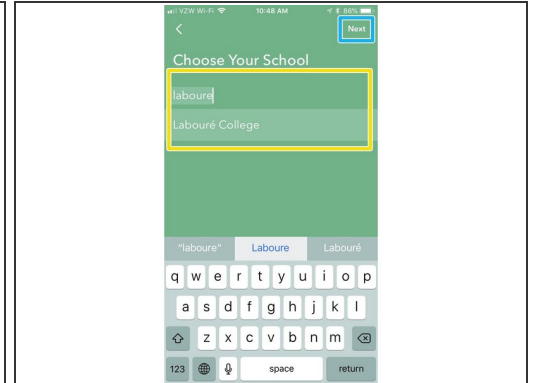 VZW Wi-Fi 10:48 AM 86%
Next
Choose Your School
laboure
Labouré College
"laboure" Laboure Labouré
q w e r t y u i o p
a s d f g h j k l
z x c v b n m
123 space return